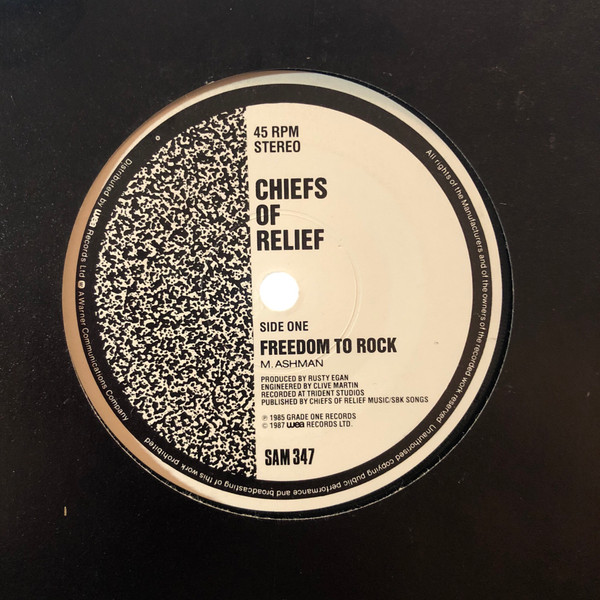 45 RPM
STEREO
CHIEFS
OF
RELIEF
SIDE ONE
FREEDOM TO ROCK
M. ASHMAN
PRODUCED BY RUSTY EGAN
ENGINEERED BY CLIVE MARTIN
RECORDED AT TRIDENT STUDIOS
PUBLISHED BY CHIEFS OF RELIEF MUSIC/SBK SONGS
℗ 1985 GRADE ONE RECORDS
© 1987 wea RECORDS LTD.
SAM 347
All rights of the Manufacturers and of the owners of the recorded work reserved. Unauthorised copying public performance and broadcasting of this work prohibited
Distributed by wea Records Ltd. A Warner Communications Company